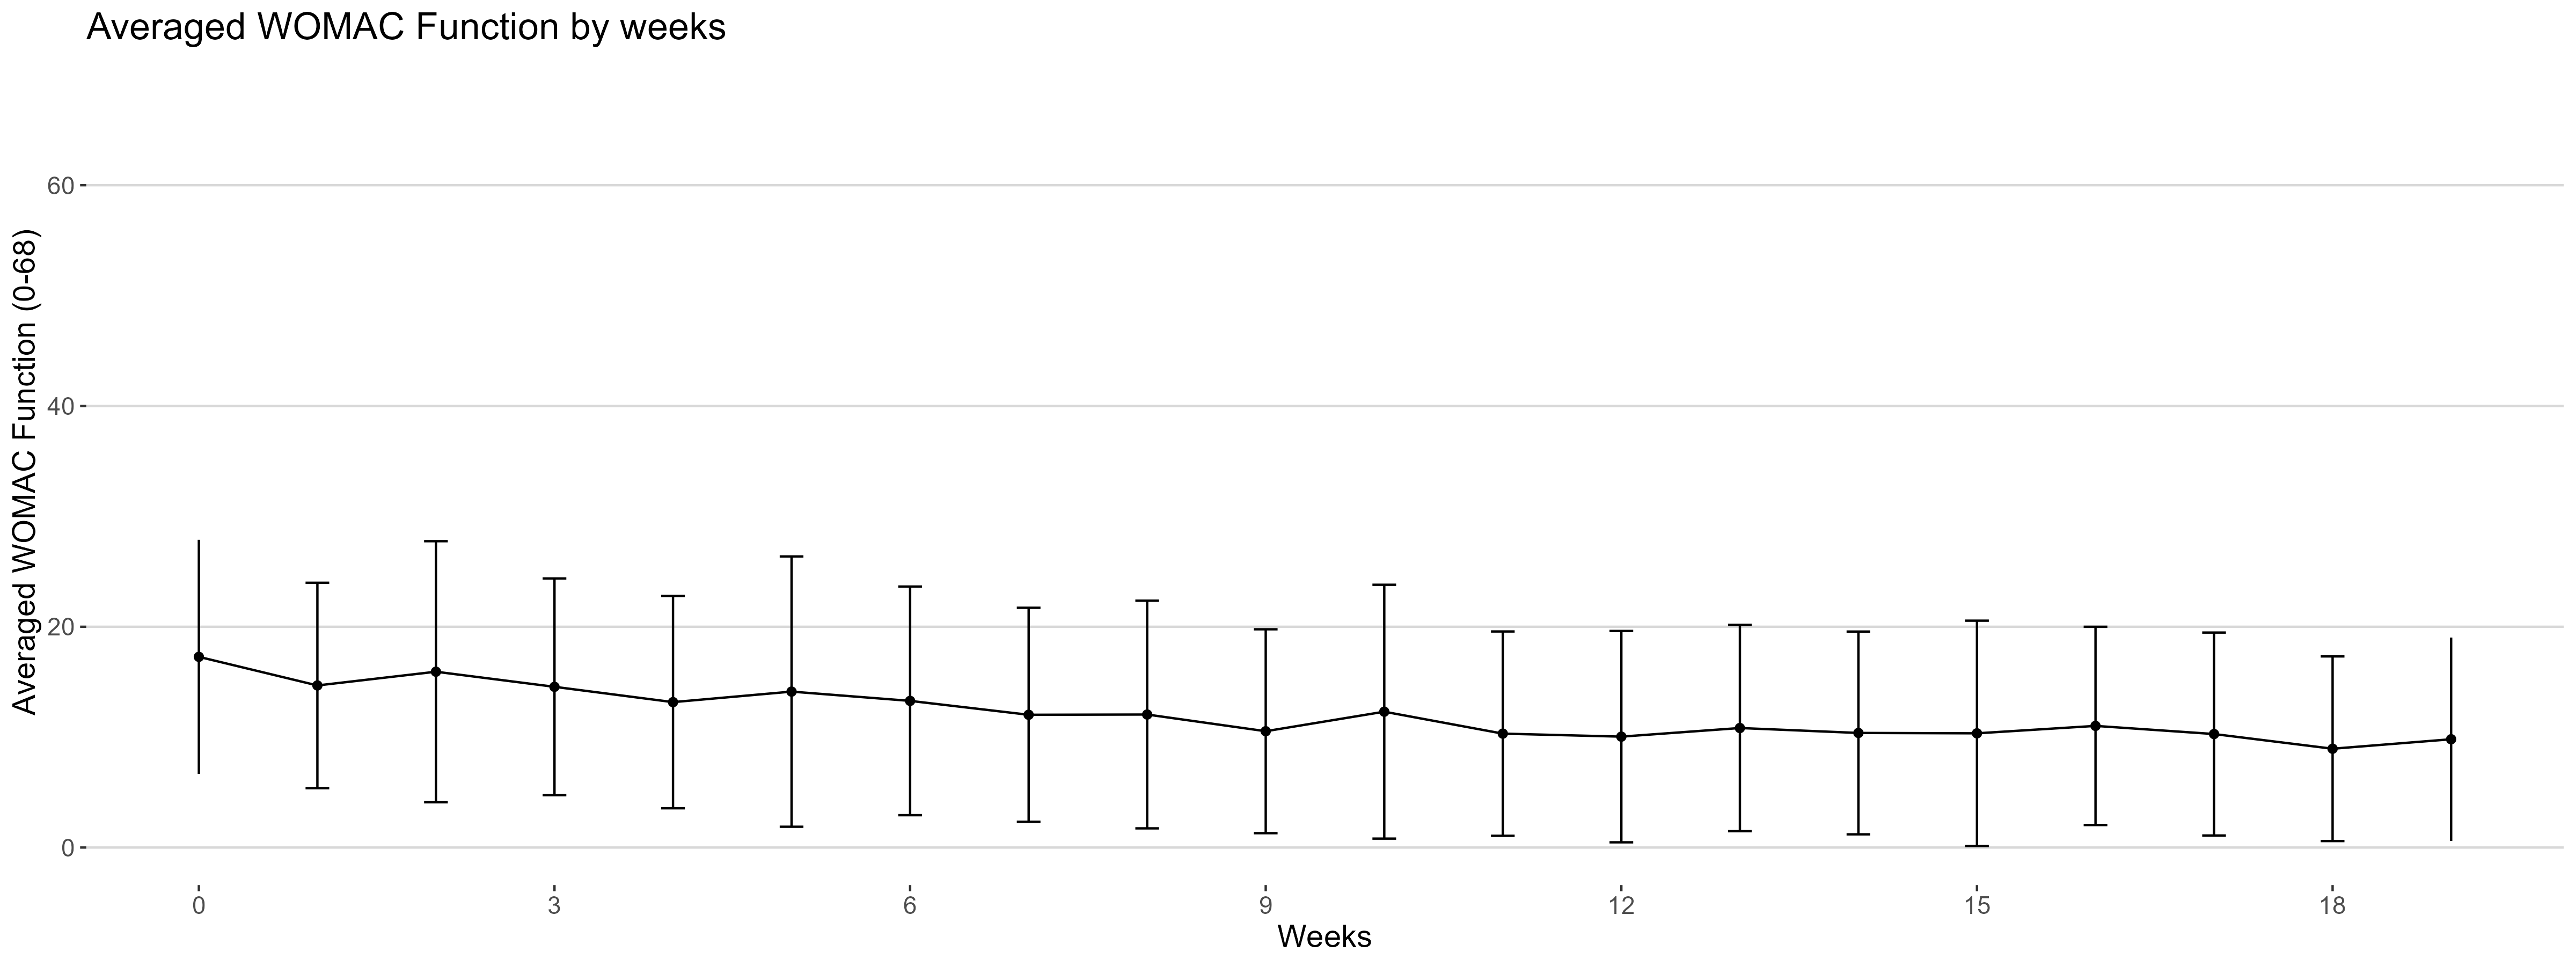 Averaged WOMAC Function by weeks
Averaged WOMAC Function (0-68)
60
40
20
0
0 3 6 9 12 15 18
Weeks